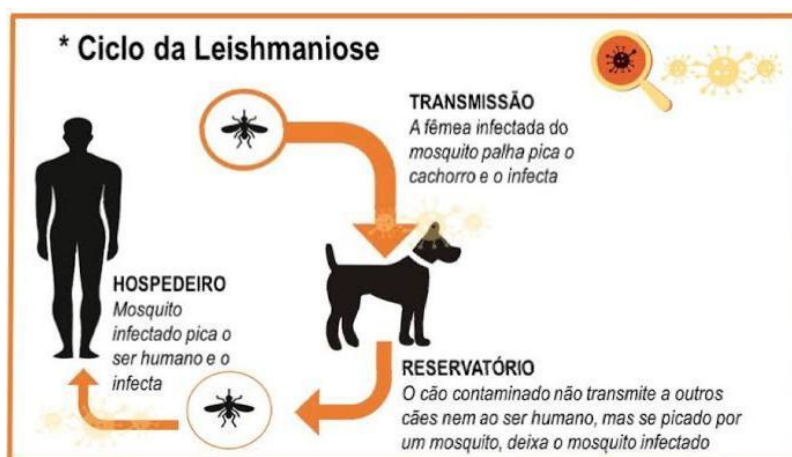 * Ciclo da Leishmaniose
TRANSMISSÃO
A fêmea infectada do
mosquito palha pica o
cachorro e o infecta
HOSPEDEIRO
Mosquito
infectado pica o
ser humano e o
infecta
RESERVATÓRIO
O cão contaminado não transmite a outros
cães nem ao ser humano, mas se picado por
um mosquito, deixa o mosquito infectado